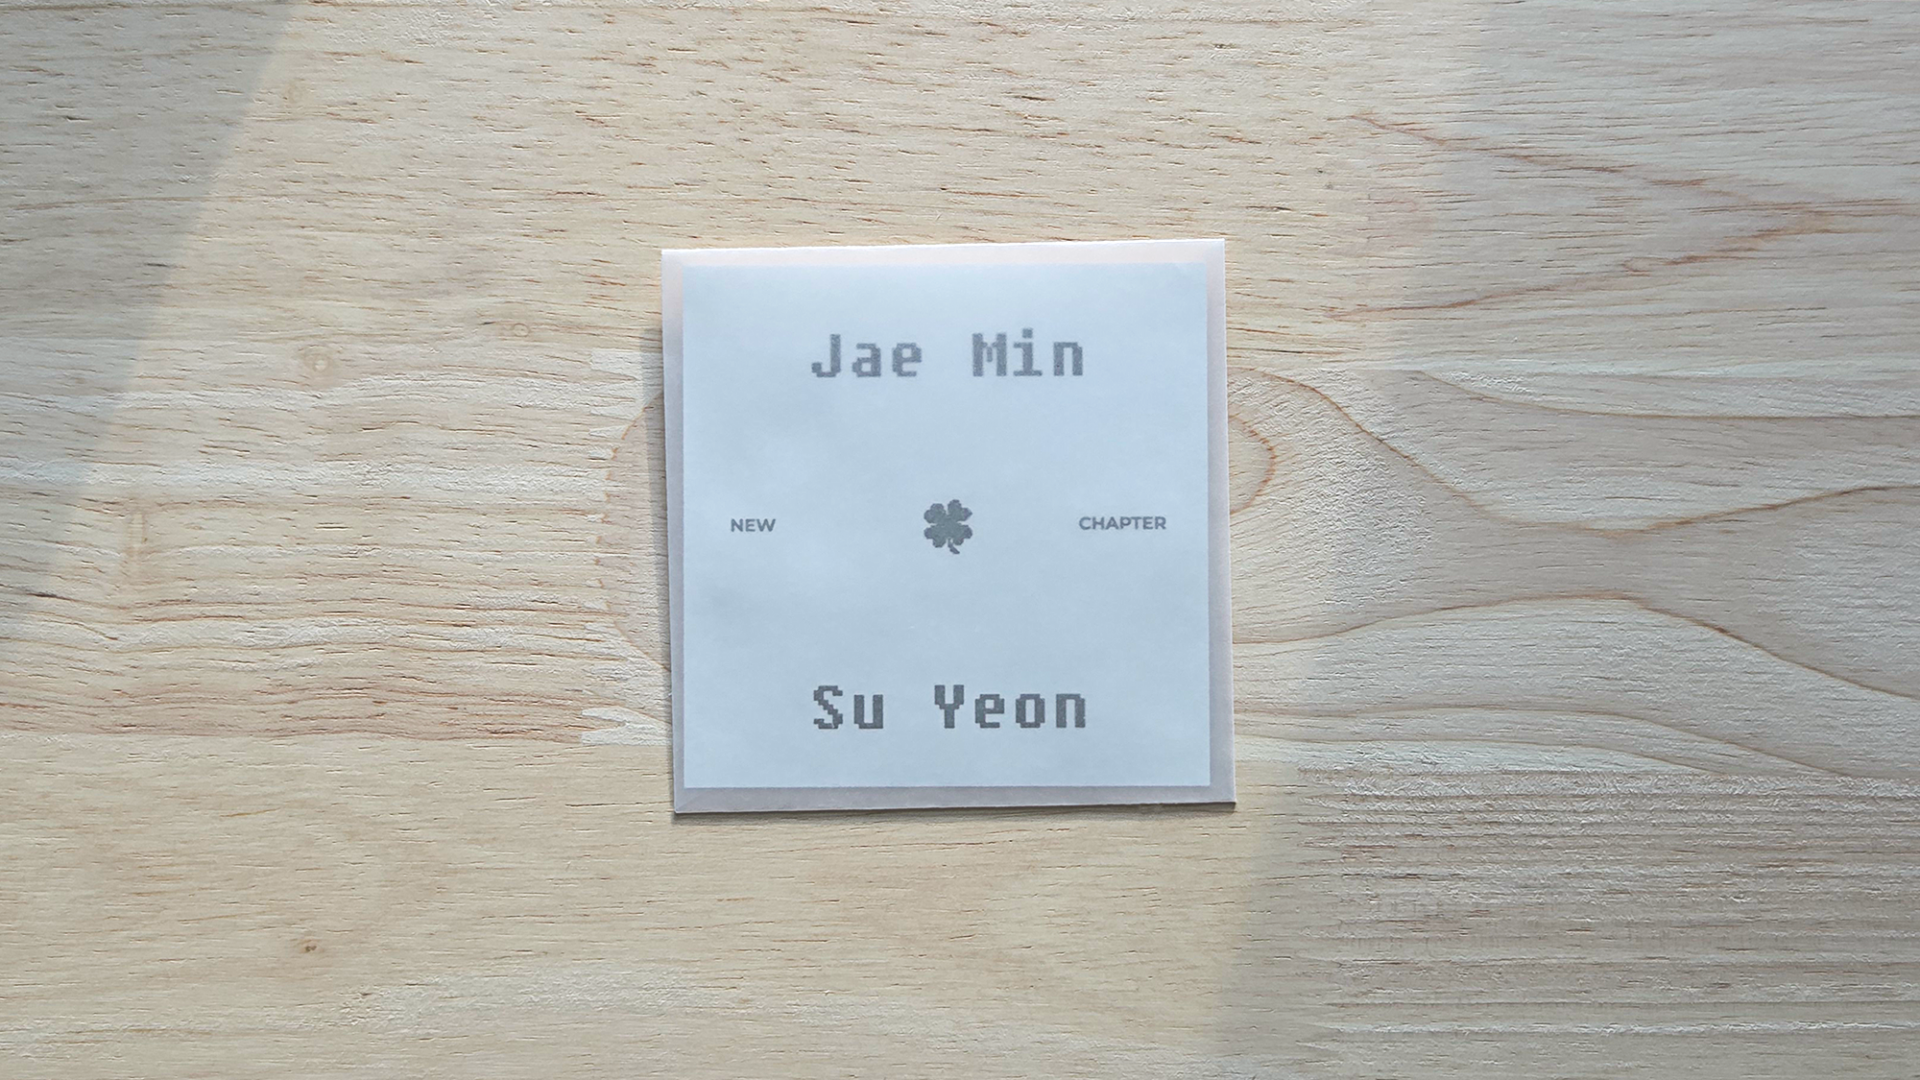 Jae Min
NEW CHAPTER
Su Yeon